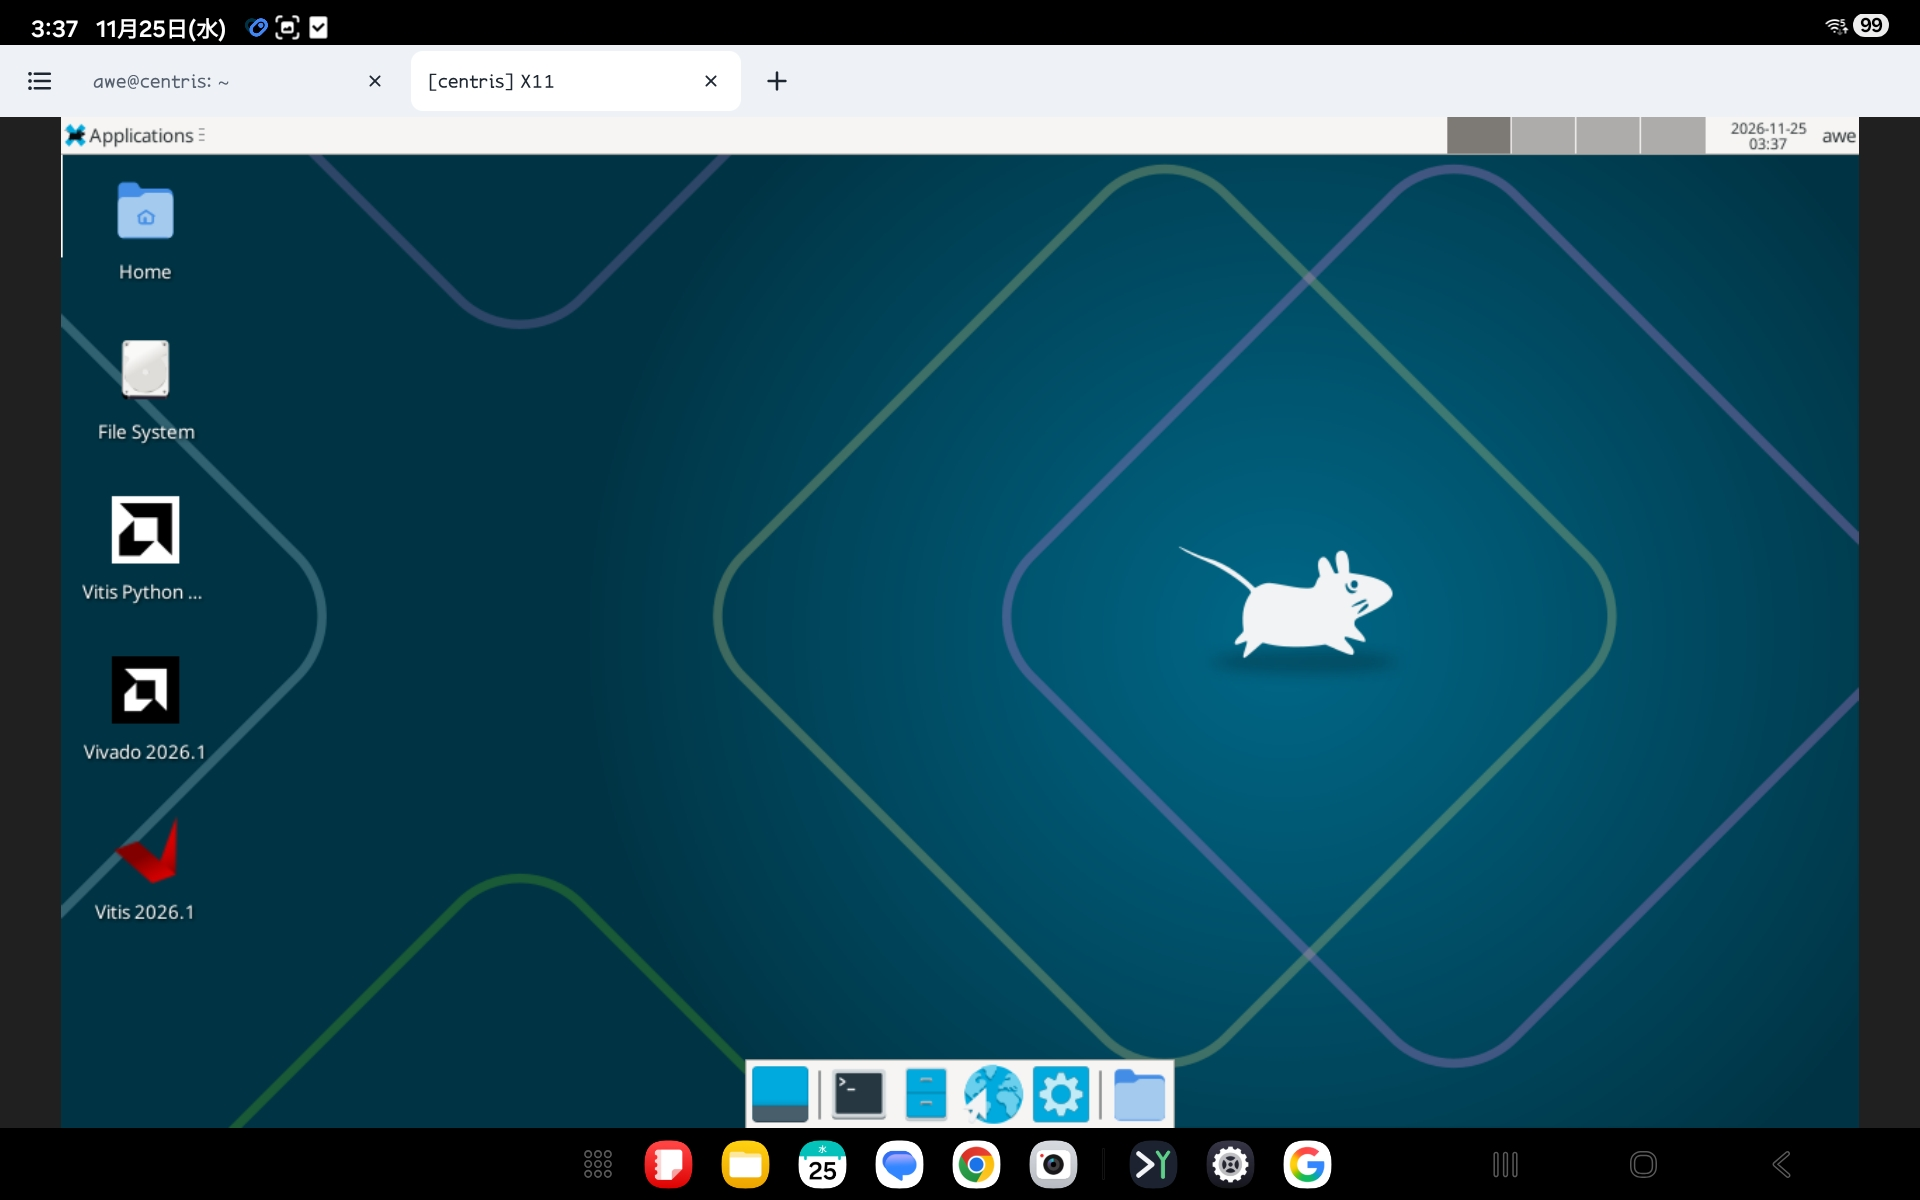 3:37 11月25日(水)
99
awe@centris: ~
[centris] X11
Applications
2026-11-25
03:37
awe
Home
File System
Vitis Python ...
Vivado 2026.1
Vitis 2026.1
>_
水
25